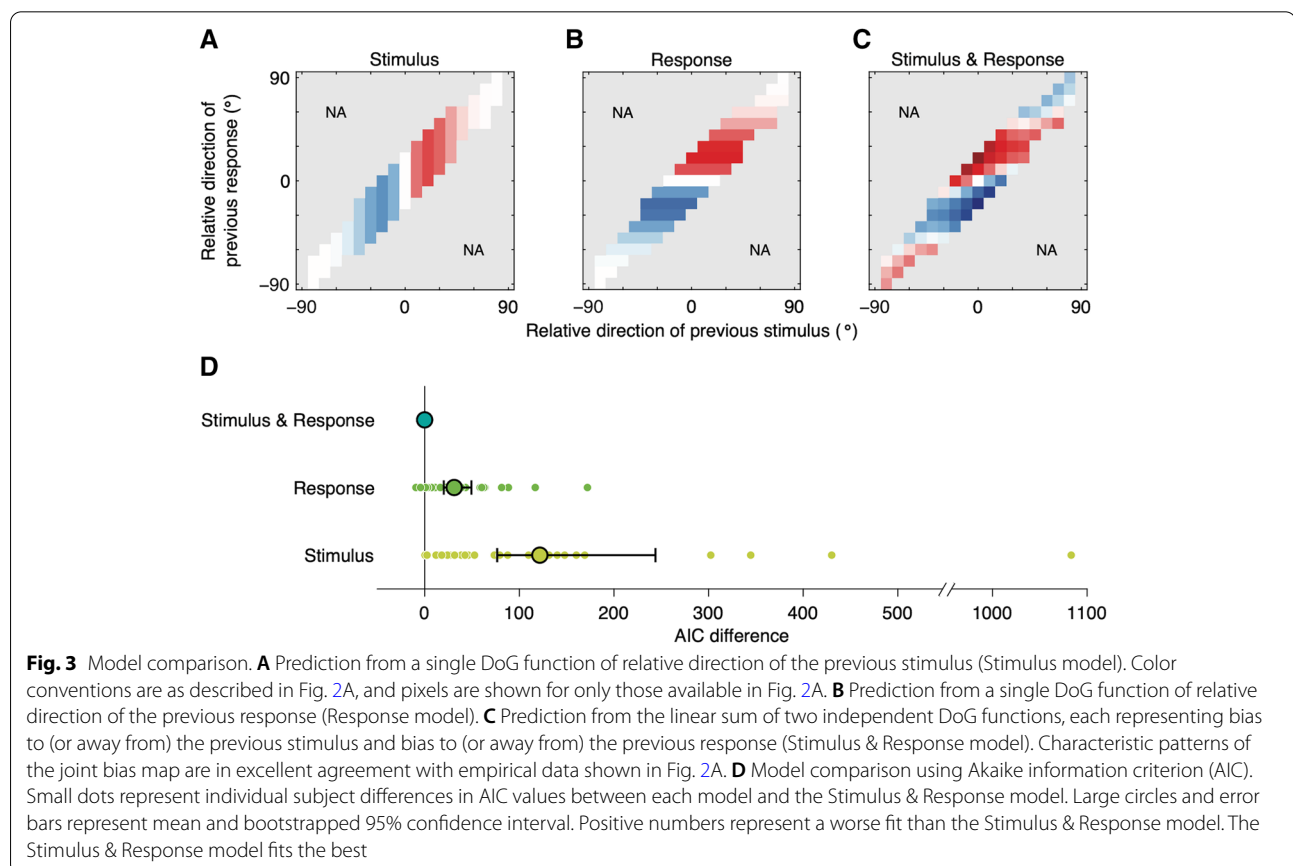 A
B
C
Stimulus
Response
Stimulus & Response
90
0
−90
Relative direction of
previous response (°)
NA
NA
NA
NA
NA
NA
−90 0 90
−90 0 90
−90 0 90
Relative direction of previous stimulus (°)
D
Stimulus & Response
Response
Stimulus
0 100 200 300 400 500 1000 1100
AIC difference
Fig. 3 Model comparison. A Prediction from a single DoG function of relative direction of the previous stimulus (Stimulus model). Color
conventions are as described in Fig. 2A, and pixels are shown for only those available in Fig. 2A. B Prediction from a single DoG function of relative
direction of the previous response (Response model). C Prediction from the linear sum of two independent DoG functions, each representing bias
to (or away from) the previous stimulus and bias to (or away from) the previous response (Stimulus & Response model). Characteristic patterns of
the joint bias map are in excellent agreement with empirical data shown in Fig. 2A. D Model comparison using Akaike information criterion (AIC).
Small dots represent individual subject differences in AIC values between each model and the Stimulus & Response model. Large circles and error
bars represent mean and bootstrapped 95% confidence interval. Positive numbers represent a worse fit than the Stimulus & Response model. The
Stimulus & Response model fits the best